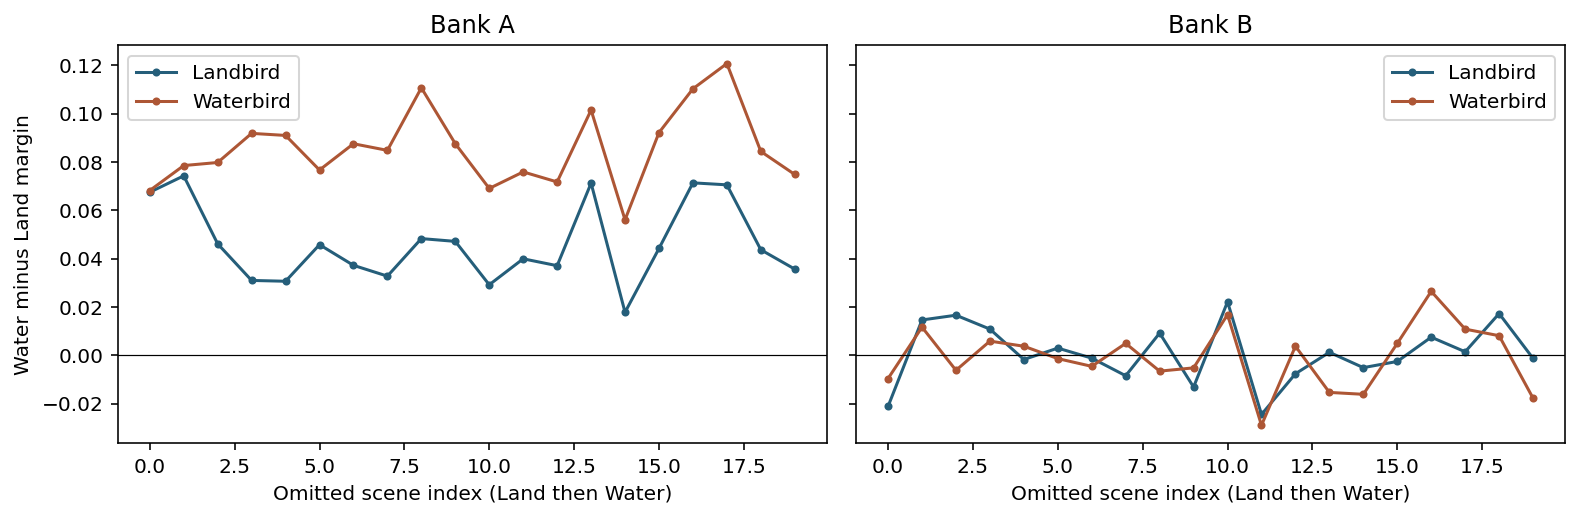 Bank A
Bank B
Landbird
Waterbird
Landbird
Waterbird
Water minus Land margin
0.12
0.10
0.08
0.06
0.04
0.02
0.00
−0.02
0.0 2.5 5.0 7.5 10.0 12.5 15.0 17.5
0.0 2.5 5.0 7.5 10.0 12.5 15.0 17.5
Omitted scene index (Land then Water)
Omitted scene index (Land then Water)